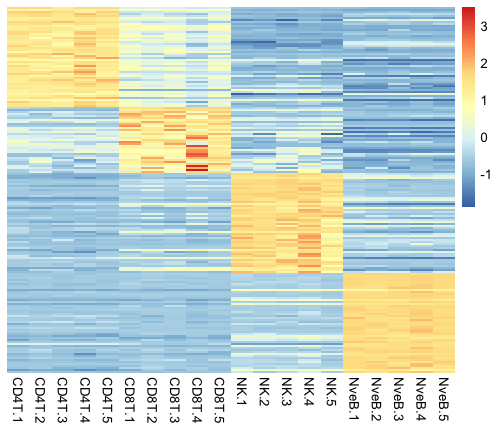 3
2
1
0
-1
CD4T.1
CD4T.2
CD4T.3
CD4T.4
CD4T.5
CD8T.1
CD8T.2
CD8T.3
CD8T.4
CD8T.5
NK.1
NK.2
NK.3
NK.4
NK.5
NveB.1
NveB.2
NveB.3
NveB.4
NveB.5